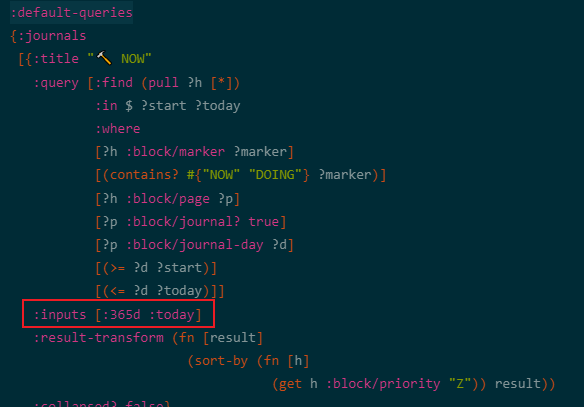 :default-queries
{:journals
[{:title "🔨 NOW"
:query [:find (pull ?h [*])
:in $ ?start ?today
:where
[?h :block/marker ?marker]
[(contains? #{"NOW" "DOING"} ?marker)]
[?h :block/page ?p]
[?p :block/journal? true]
[?p :block/journal-day ?d]
[(>= ?d ?start)]
[(<= ?d ?today)]]
:inputs [:365d :today]
:result-transform (fn [result]
(sort-by (fn [h]
(get h :block/priority "Z")) result))
:collapsed? false}